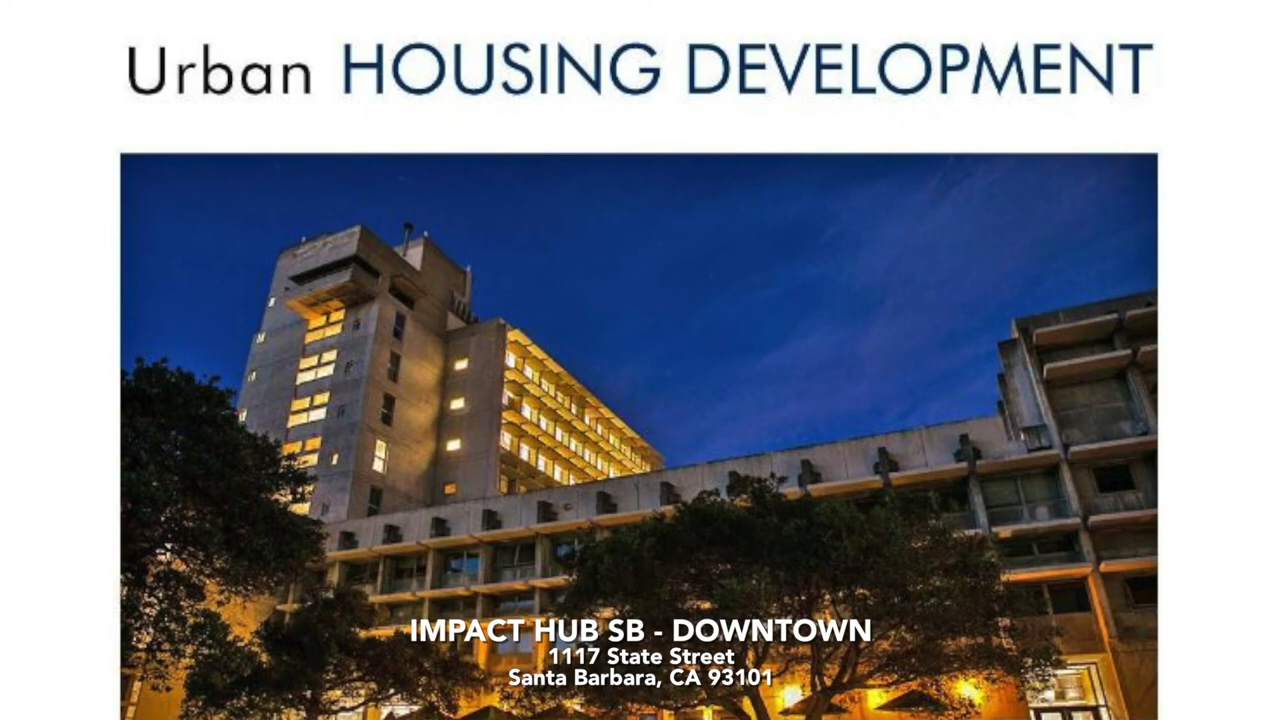 Urban HOUSING DEVELOPMENT
IMPACT HUB SB - DOWNTOWN
1117 State Street
Santa Barbara, CA 93101